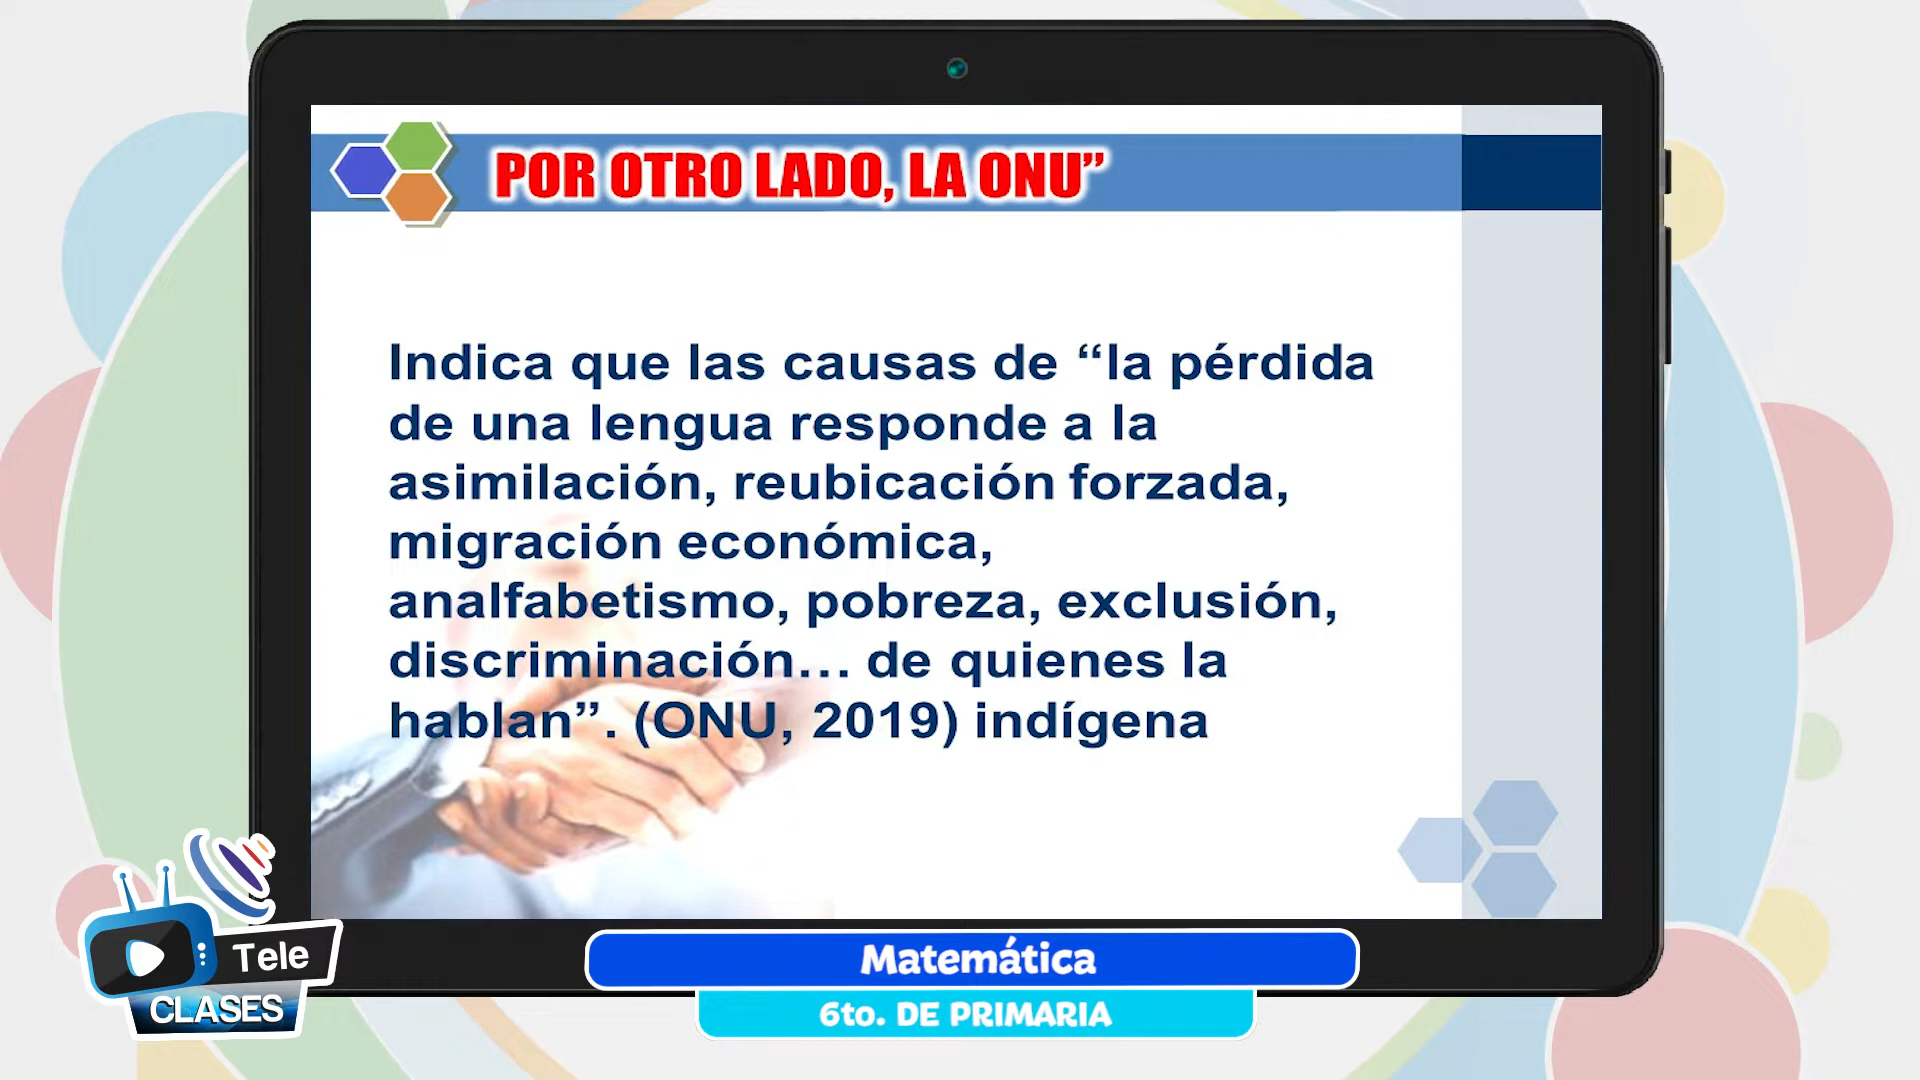 POR OTRO LADO, LA ONU”
Indica que las causas de “la pérdida
de una lengua responde a la
asimilación, reubicación forzada,
migración económica,
analfabetismo, pobreza, exclusión,
discriminación... de quienes la
hablan”. (ONU, 2019) indígena
Tele
CLASES
Matemática
6to. DE PRIMARIA